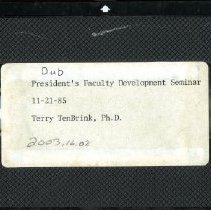 Dub
President's Faculty Development Seminar
11-21-85
Terry TenBrink, Ph.D.
2003.16.02